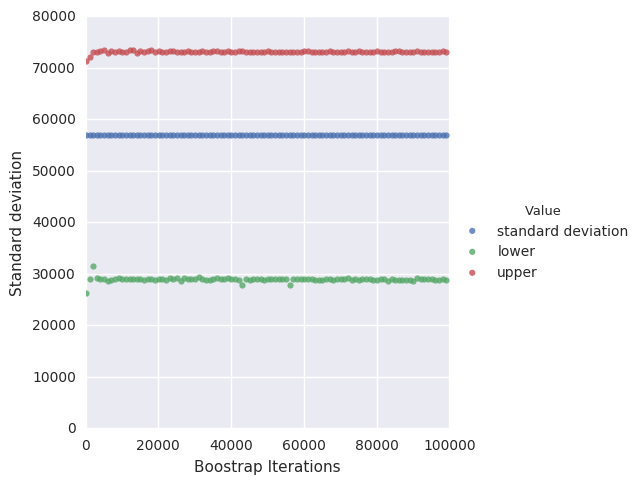 80000
70000
60000
50000
40000
30000
20000
10000
0
Standard deviation
0 20000 40000 60000 80000 100000
Boostrap Iterations
Value
standard deviation
lower
upper